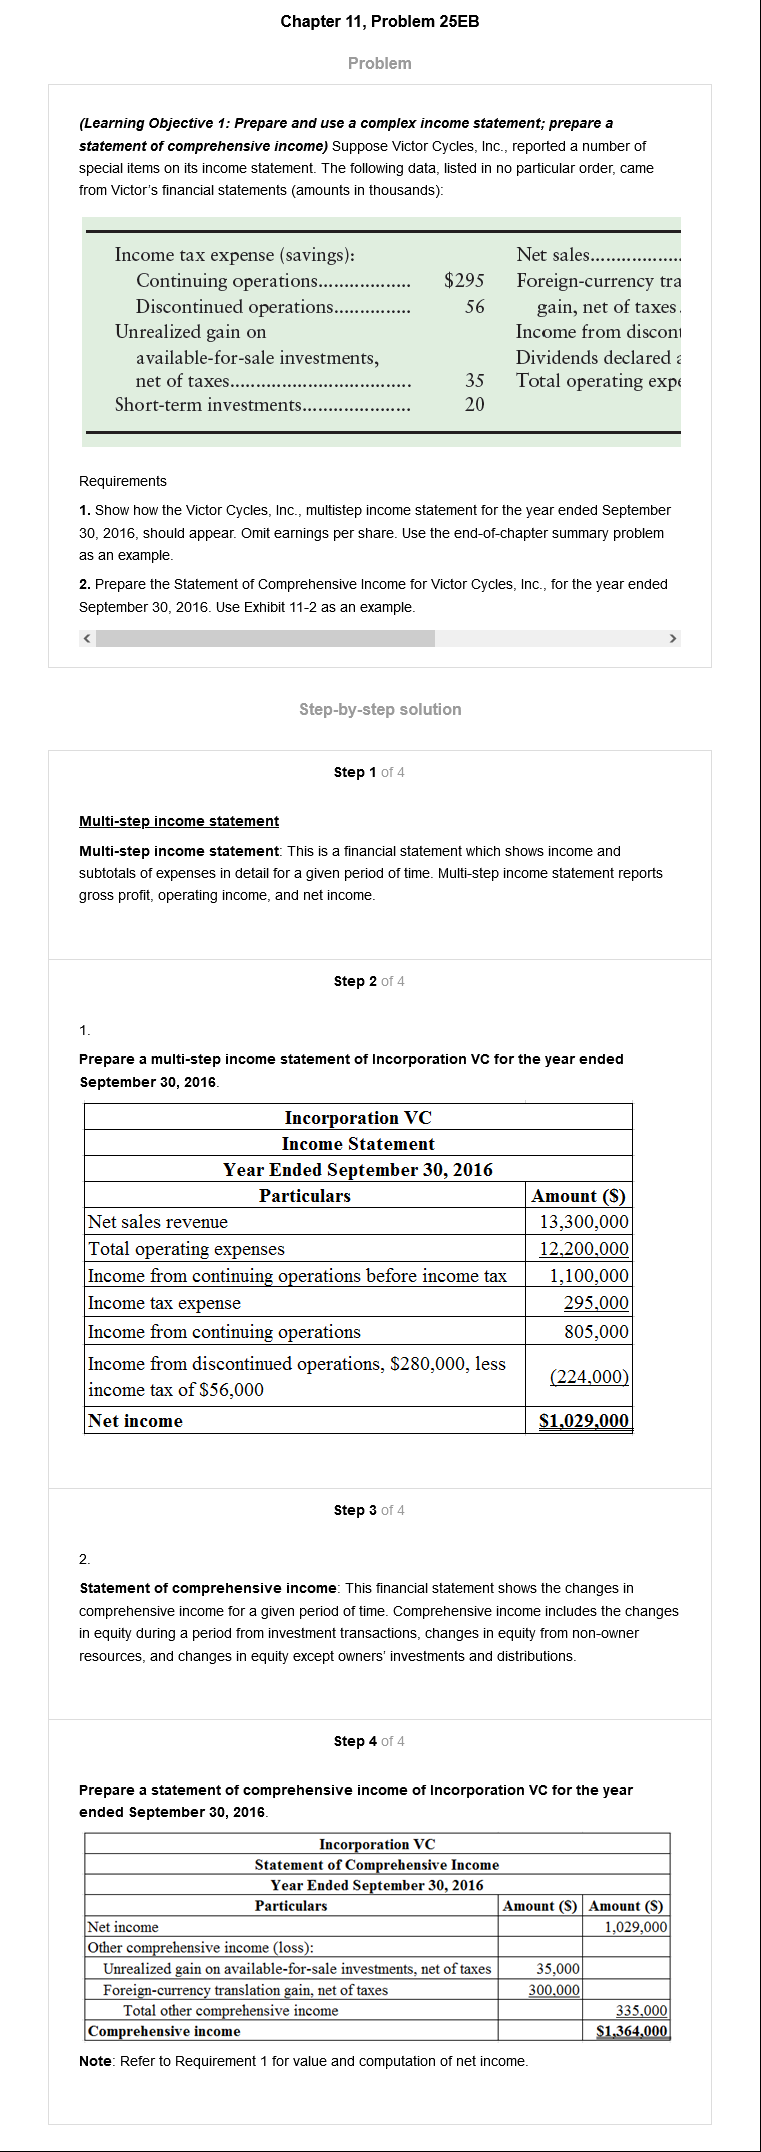 Chapter 11, Problem 25EB
Problem
(Learning Objective 1: Prepare and use a complex income statement; prepare a
statement of comprehensive income) Suppose Victor Cycles, Inc., reported a number of
special items on its income statement. The following data, listed in no particular order, came
from Victor's financial statements (amounts in thousands):
Income tax expense (savings): Net sales..................
Continuing operations.................. $295 Foreign-currency tra
Discontinued operations............... 56 gain, net of taxes.
Unrealized gain on Income from discont
available-for-sale investments, Dividends declared a
net of taxes................................... 35 Total operating expe
Short-term investments..................... 20
Requirements
1. Show how the Victor Cycles, Inc., multistep income statement for the year ended September
30, 2016, should appear. Omit earnings per share. Use the end-of-chapter summary problem
as an example.
2. Prepare the Statement of Comprehensive Income for Victor Cycles, Inc., for the year ended
September 30, 2016. Use Exhibit 11-2 as an example.
Step-by-step solution
Step 1 of 4
Multi-step income statement
Multi-step income statement: This is a financial statement which shows income and
subtotals of expenses in detail for a given period of time. Multi-step income statement reports
gross profit, operating income, and net income.
Step 2 of 4
1.
Prepare a multi-step income statement of Incorporation VC for the year ended
September 30, 2016.
Incorporation VC
Income Statement
Year Ended September 30, 2016
Particulars Amount ($)
Net sales revenue 13,300,000
Total operating expenses 12,200,000
Income from continuing operations before income tax 1,100,000
Income tax expense 295,000
Income from continuing operations 805,000
Income from discontinued operations, $280,000, less
income tax of $56,000 (224,000)
Net income $1,029,000
Step 3 of 4
2.
Statement of comprehensive income: This financial statement shows the changes in
comprehensive income for a given period of time. Comprehensive income includes the changes
in equity during a period from investment transactions, changes in equity from non-owner
resources, and changes in equity except owners' investments and distributions.
Step 4 of 4
Prepare a statement of comprehensive income of Incorporation VC for the year
ended September 30, 2016.
Incorporation VC
Statement of Comprehensive Income
Year Ended September 30, 2016
Particulars Amount ($) Amount ($)
Net income 1,029,000
Other comprehensive income (loss):
Unrealized gain on available-for-sale investments, net of taxes 35,000
Foreign-currency translation gain, net of taxes 300,000
Total other comprehensive income 335,000
Comprehensive income $1,364,000
Note: Refer to Requirement 1 for value and computation of net income.